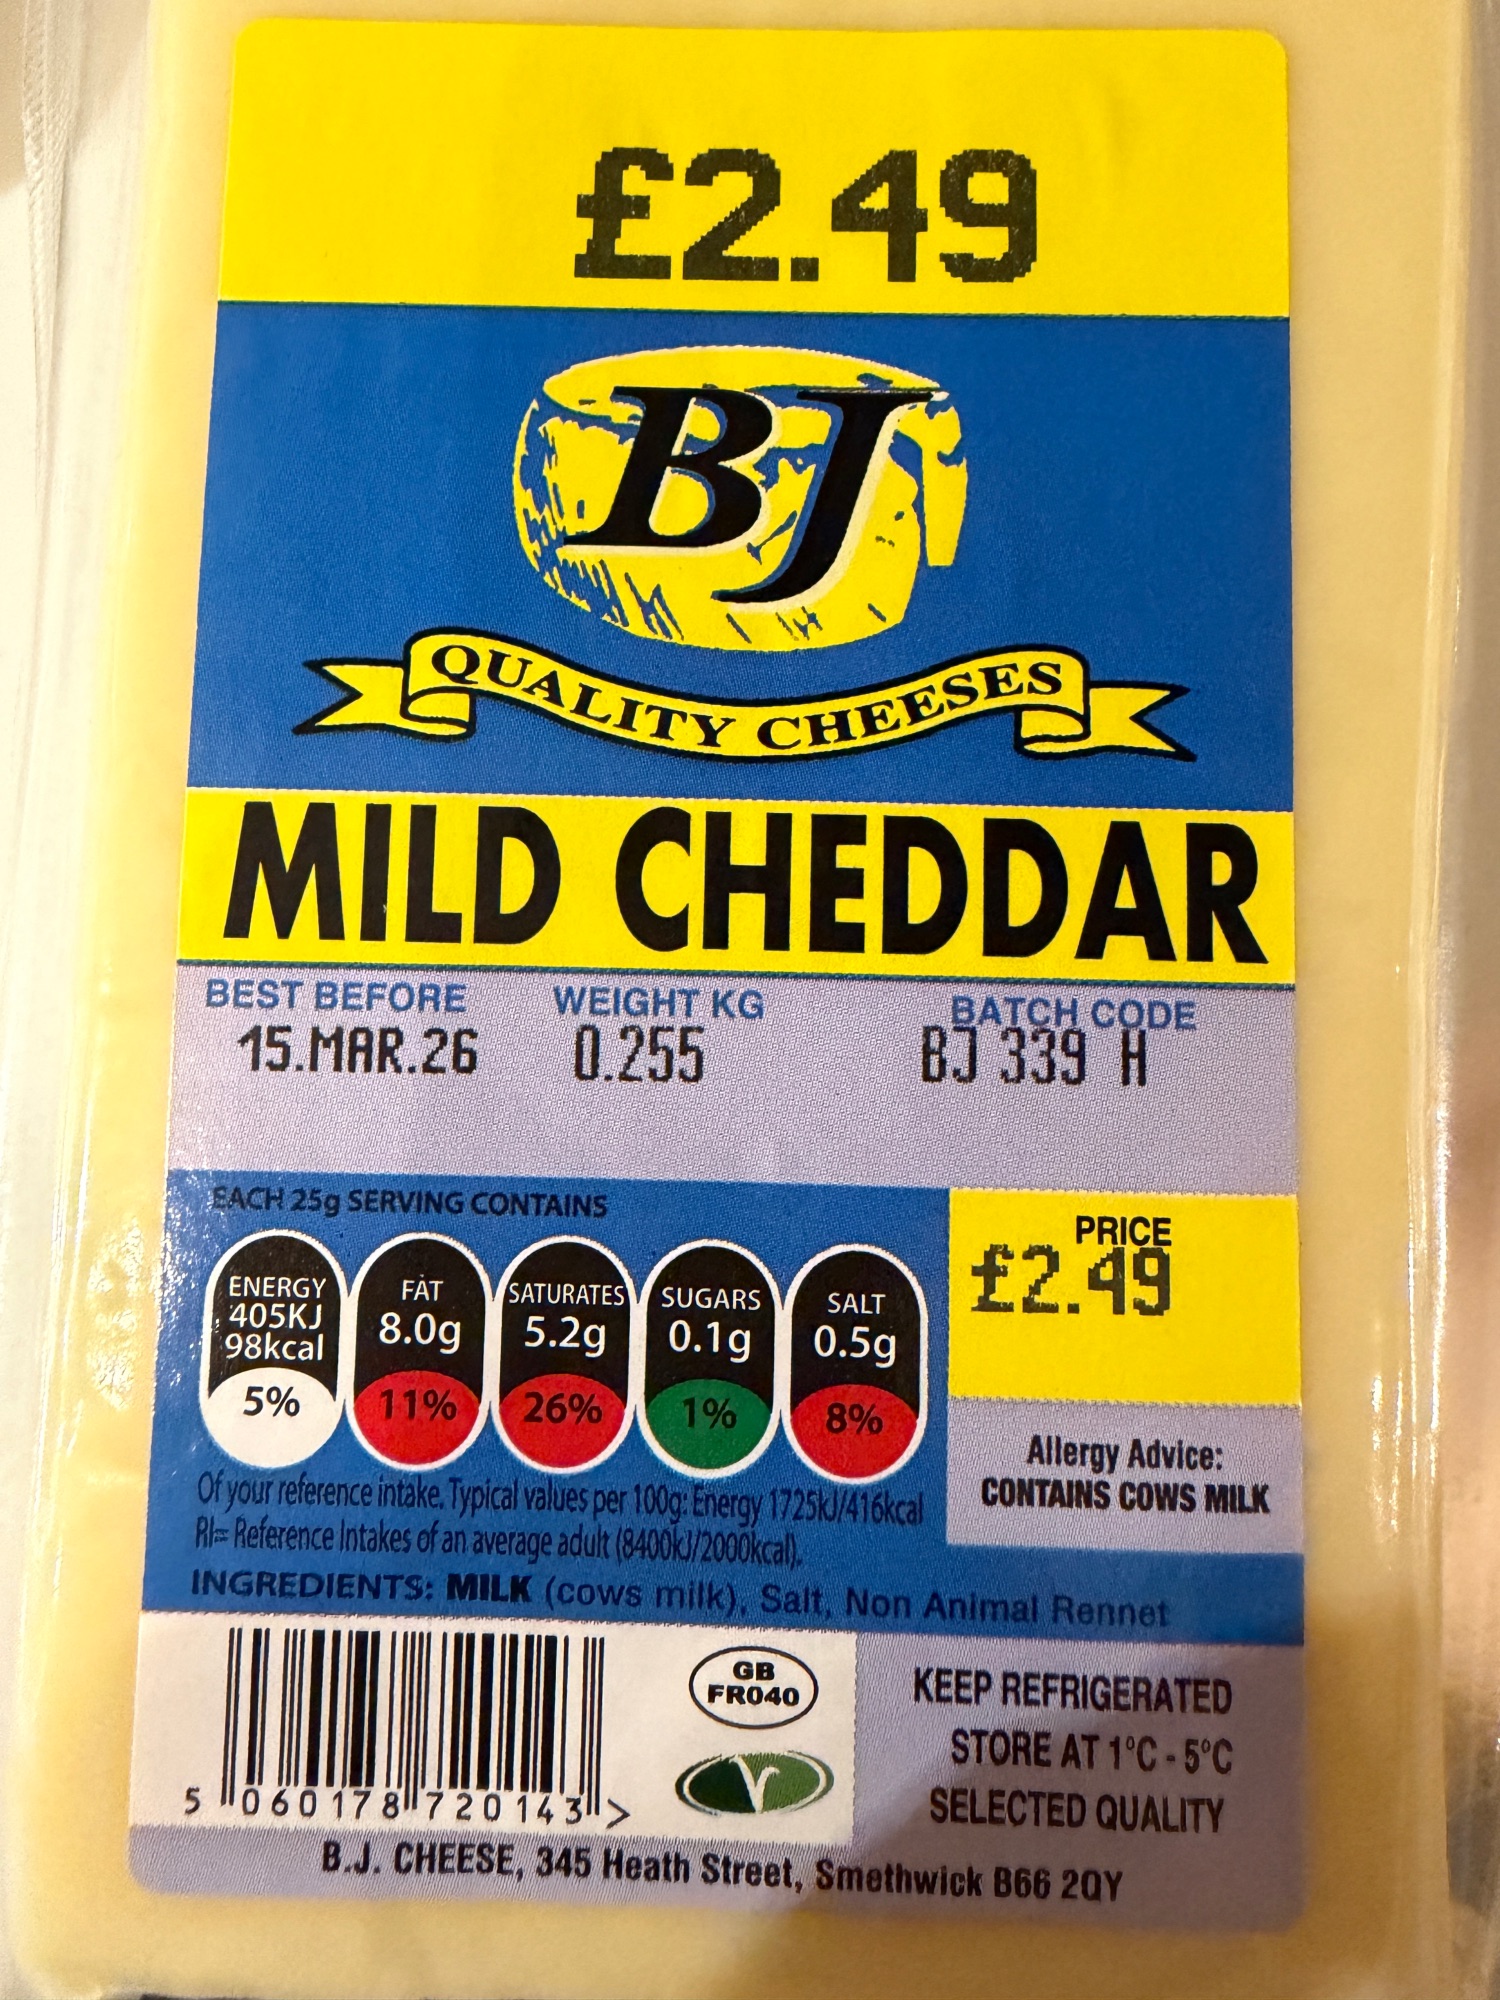 £2.49
BJ
QUALITY CHEESES
MILD CHEDDAR
BEST BEFORE WEIGHT KG BATCH CODE
15.MAR.26 0.255 BJ 339 H
EACH 25g SERVING CONTAINS
ENERGY
405KJ
98kcal
5%
FAT
8.0g
11%
SATURATES
5.2g
26%
SUGARS
0.1g
1%
SALT
0.5g
8%
PRICE
£2.49
Allergy Advice:
CONTAINS COWS MILK
Of your reference intake. Typical values per 100g: Energy 1725kJ/416kcal
RI= Reference Intakes of an average adult (8400kJ/2000kcal).
INGREDIENTS: MILK (cows milk), Salt, Non Animal Rennet
5 060178 720143 >
GB
FR040
V
KEEP REFRIGERATED
STORE AT 1°C - 5°C
SELECTED QUALITY
B.J. CHEESE, 345 Heath Street, Smethwick B66 2QY